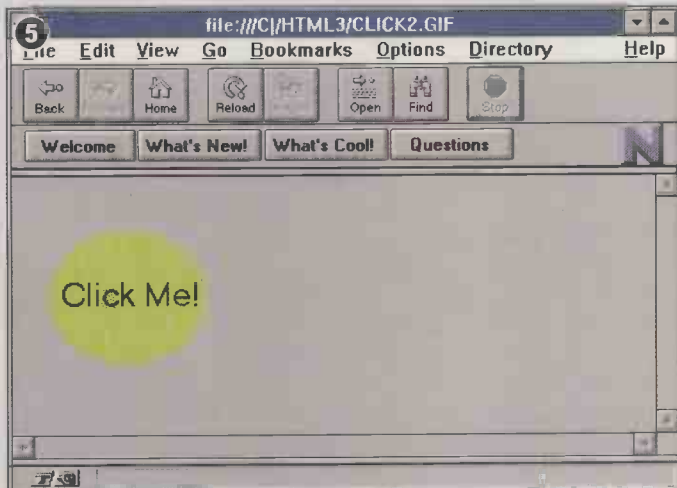 5
file:///C|/HTML3/CLICK2.GIF
File Edit View Go Bookmarks Options Directory Help
Back Home Reload Open Find Stop
Welcome What's New! What's Cool! Questions
N
Click Me!